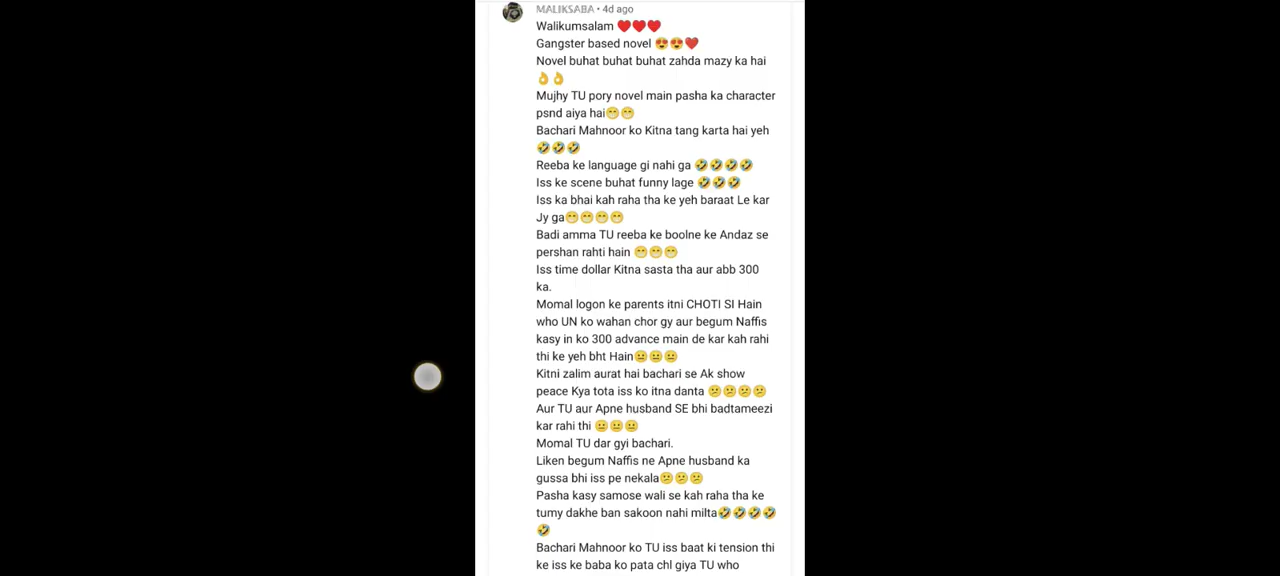 MALIKSABA • 4d ago
Walikumsalam ❤️❤️❤️
Gangster based novel 😍😍❤️
Novel buhat buhat buhat zahda mazy ka hai
👌👌
Mujhy TU pory novel main pasha ka character
psnd aiya hai😁😁
Bachari Mahnoor ko Kitna tang karta hai yeh
🤣🤣🤣
Reeba ke language gi nahi ga 🤣🤣🤣🤣
Iss ke scene buhat funny lage 🤣🤣🤣
Iss ka bhai kah raha tha ke yeh baraat Le kar
Jy ga😁😁😁😁
Badi amma TU reeba ke boolne ke Andaz se
pershan rahti hain 😁😁😁
Iss time dollar Kitna sasta tha aur abb 300
ka.
Momal logon ke parents itni CHOTI SI Hain
who UN ko wahan chor gy aur begum Naffis
kasy in ko 300 advance main de kar kah rahi
thi ke yeh bht Hain😐😐😐
Kitni zalim aurat hai bachari se Ak show
peace Kya tota iss ko itna danta 😕😕😕😕
Aur TU aur Apne husband SE bhi badtameezi
kar rahi thi 😐😐😐
Momal TU dar gyi bachari.
Liken begum Naffis ne Apne husband ka
gussa bhi iss pe nekala😕😕😕
Pasha kasy samose wali se kah raha tha ke
tumy dakhe ban sakoon nahi milta🤣🤣🤣🤣
🤣
Bachari Mahnoor ko TU iss baat ki tension thi
ke iss ke baba ko pata chl giya TU who